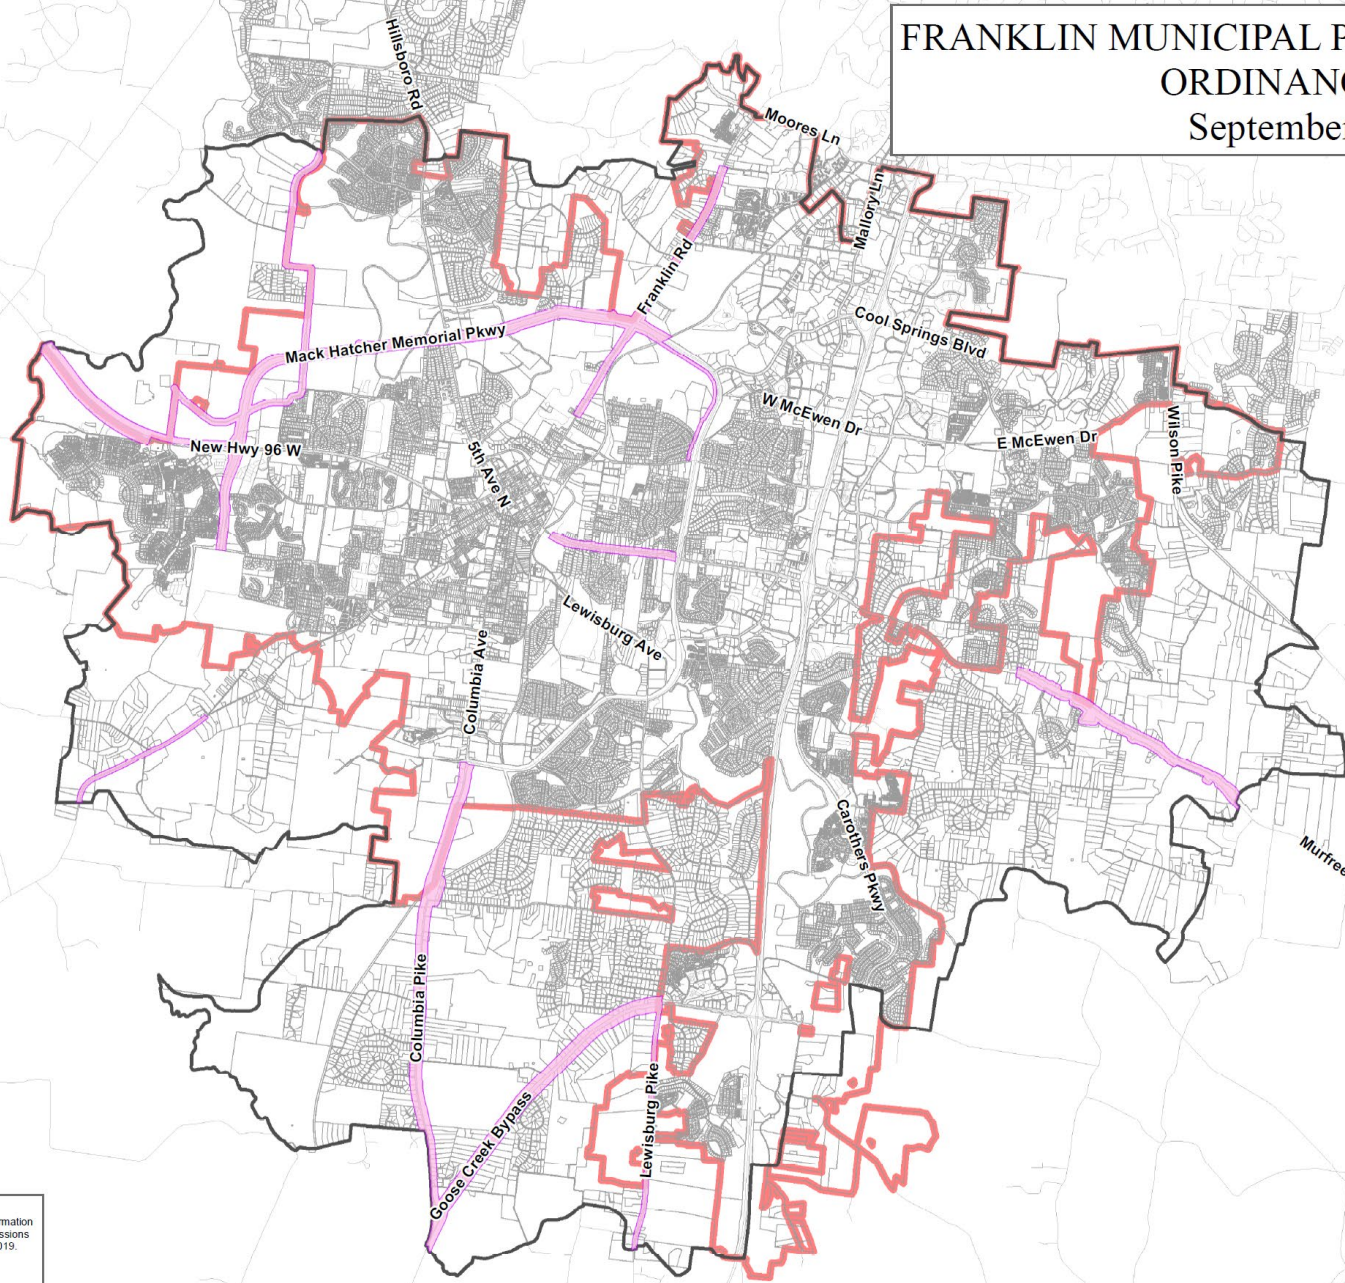 FRANKLIN MUNICIPAL P
ORDINANC
September
Hillsboro Rd
Moores Ln
Mallory Ln
Franklin Rd
Cool Springs Blvd
Mack Hatcher Memorial Pkwy
W McEwen Dr
E McEwen Dr
Wilson Pike
New Hwy 96 W
5th Ave N
Lewisburg Ave
Columbia Ave
Carothers Pkwy
Murfree
Columbia Pike
Lewisburg Pike
Goose Creek Bypass
rmation
ssions
019.